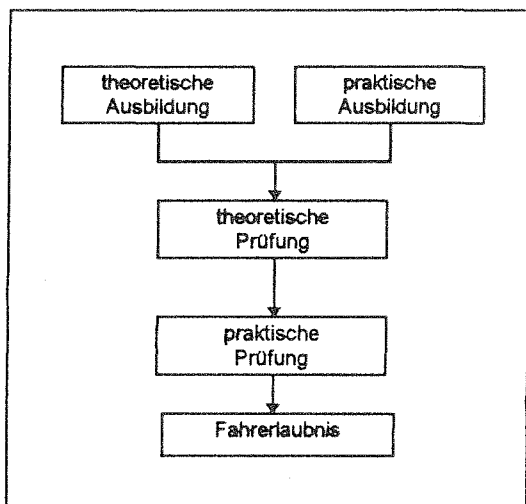 theoretische
Ausbildung
praktische
Ausbildung
theoretische
Prüfung
praktische
Prüfung
Fahrerlaubnis